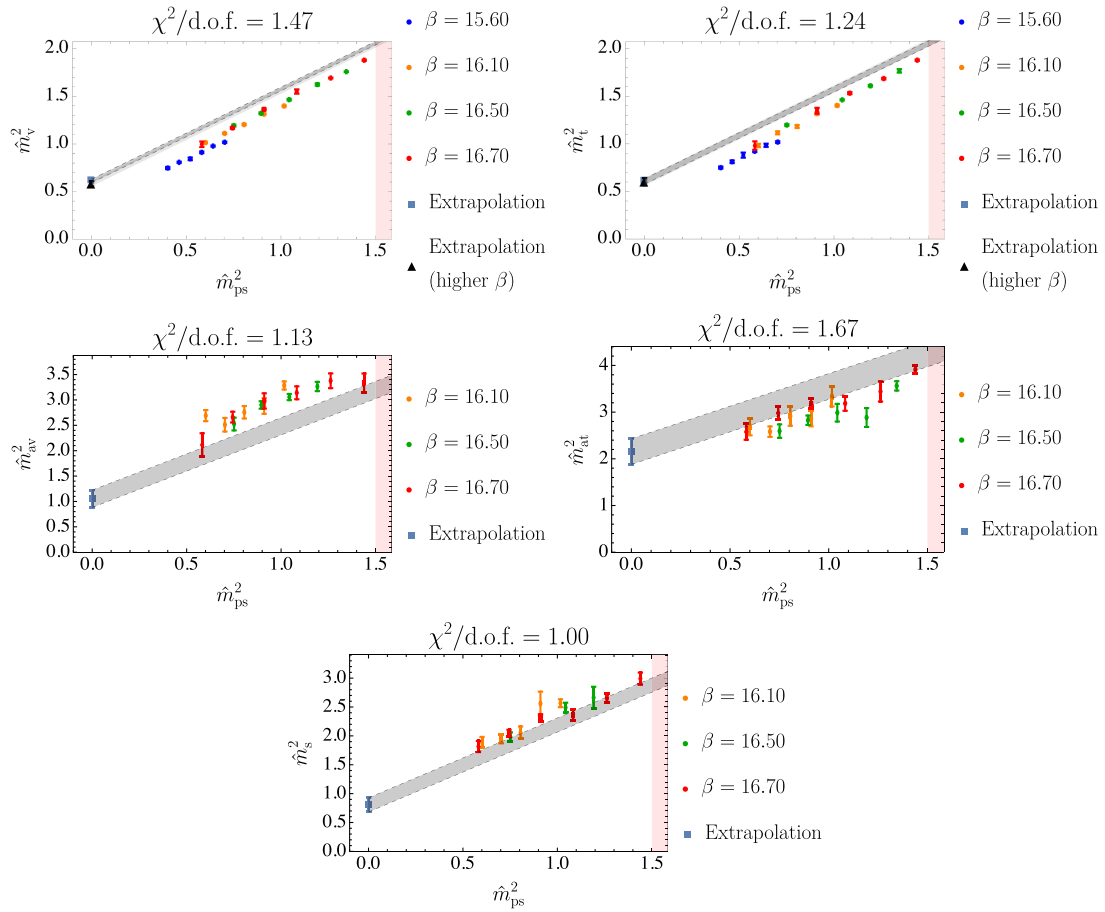 χ²/d.o.f. = 1.47
2.0
1.5
1.0
0.5
0.0
m̂²_v
0.0 0.5 1.0 1.5
m̂²_ps
β = 15.60
β = 16.10
β = 16.50
β = 16.70
Extrapolation
Extrapolation
(higher β)
χ²/d.o.f. = 1.24
2.0
1.5
1.0
0.5
0.0
m̂²_t
0.0 0.5 1.0 1.5
m̂²_ps
β = 15.60
β = 16.10
β = 16.50
β = 16.70
Extrapolation
Extrapolation
(higher β)
χ²/d.o.f. = 1.13
3.5
3.0
2.5
2.0
1.5
1.0
0.5
0.0
m̂²_av
0.0 0.5 1.0 1.5
m̂²_ps
β = 16.10
β = 16.50
β = 16.70
Extrapolation
χ²/d.o.f. = 1.67
4
3
2
1
0
m̂²_at
0.0 0.5 1.0 1.5
m̂²_ps
β = 16.10
β = 16.50
β = 16.70
Extrapolation
χ²/d.o.f. = 1.00
3.0
2.5
2.0
1.5
1.0
0.5
0.0
m̂²_s
0.0 0.5 1.0 1.5
m̂²_ps
β = 16.10
β = 16.50
β = 16.70
Extrapolation